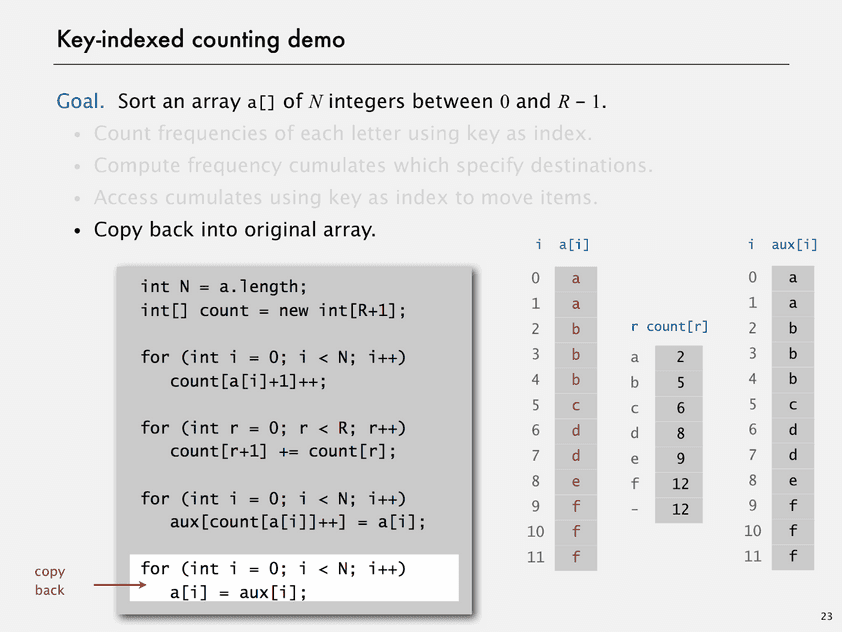 Key-indexed counting demo
Goal. Sort an array a[] of N integers between 0 and R – 1.
• Count frequencies of each letter using key as index.
• Compute frequency cumulates which specify destinations.
• Access cumulates using key as index to move items.
• Copy back into original array.
int N = a.length;
int[] count = new int[R+1];
for (int i = 0; i < N; i++)
count[a[i]+1]++;
for (int r = 0; r < R; r++)
count[r+1] += count[r];
for (int i = 0; i < N; i++)
aux[count[a[i]]++] = a[i];
for (int i = 0; i < N; i++)
a[i] = aux[i];
copy
back
i a[i]
0 a
1 a
2 b
3 b
4 b
5 c
6 d
7 d
8 e
9 f
10 f
11 f
r count[r]
a 2
b 5
c 6
d 8
e 9
f 12
– 12
i aux[i]
0 a
1 a
2 b
3 b
4 b
5 c
6 d
7 d
8 e
9 f
10 f
11 f
23